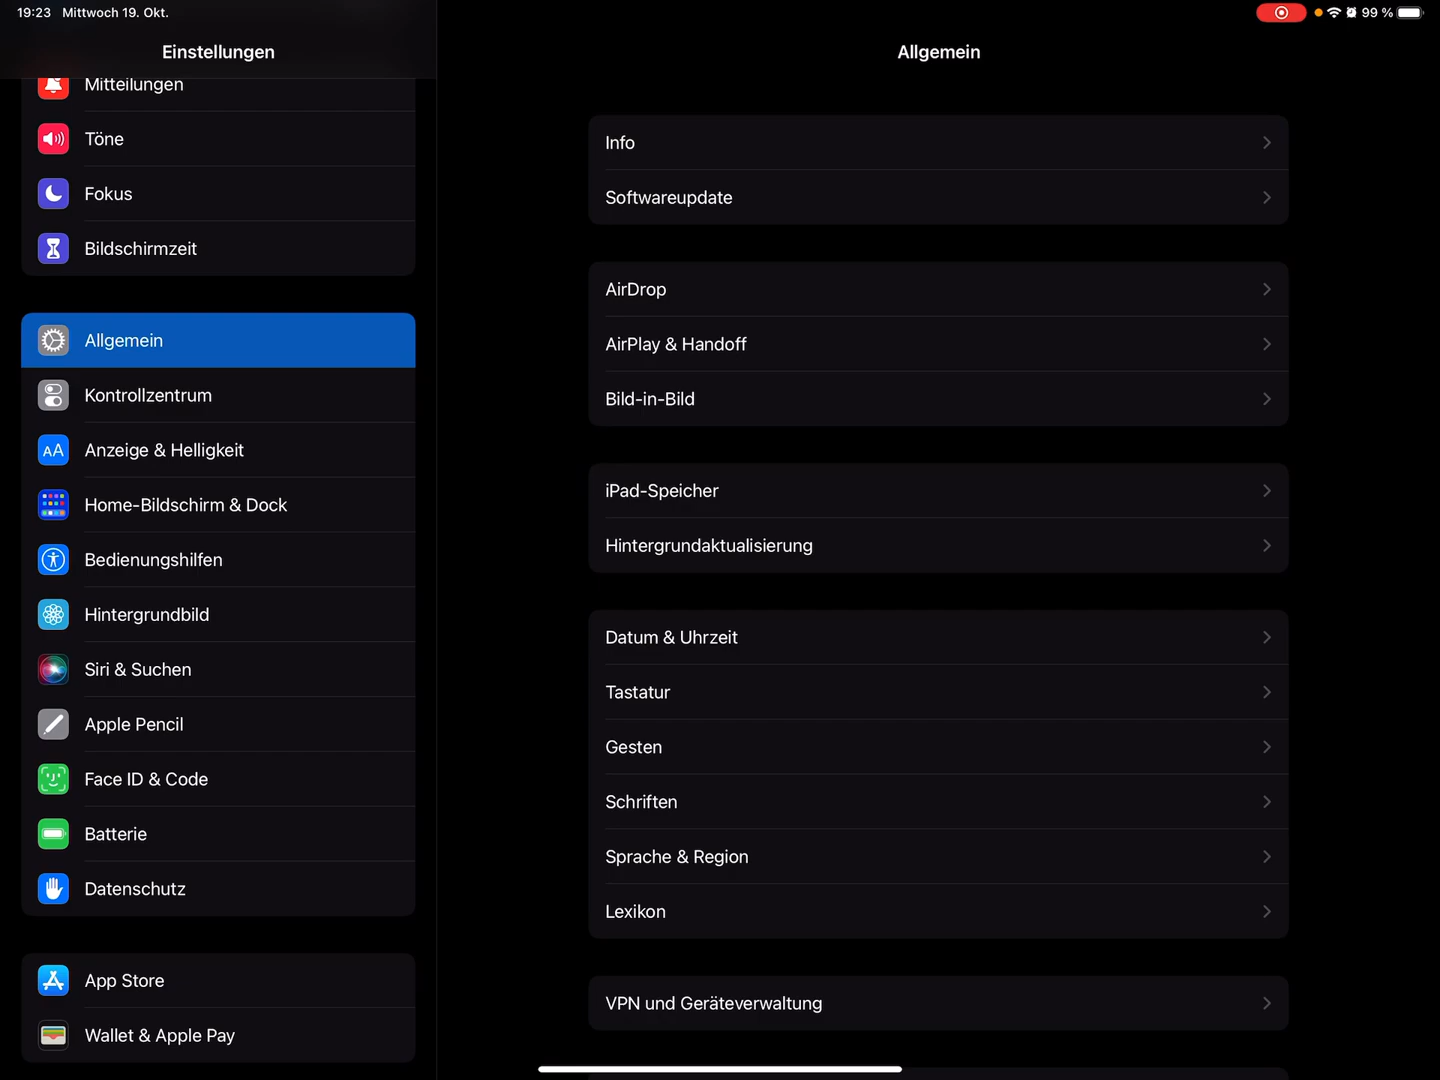 19:23 Mittwoch 19. Okt.
99 %
Einstellungen
Mitteilungen
Töne
Fokus
Bildschirmzeit
Allgemein
Kontrollzentrum
AA Anzeige & Helligkeit
Home-Bildschirm & Dock
Bedienungshilfen
Hintergrundbild
Siri & Suchen
Apple Pencil
Face ID & Code
Batterie
Datenschutz
App Store
Wallet & Apple Pay
Allgemein
Info
Softwareupdate
AirDrop
AirPlay & Handoff
Bild-in-Bild
iPad-Speicher
Hintergrundaktualisierung
Datum & Uhrzeit
Tastatur
Gesten
Schriften
Sprache & Region
Lexikon
VPN und Geräteverwaltung